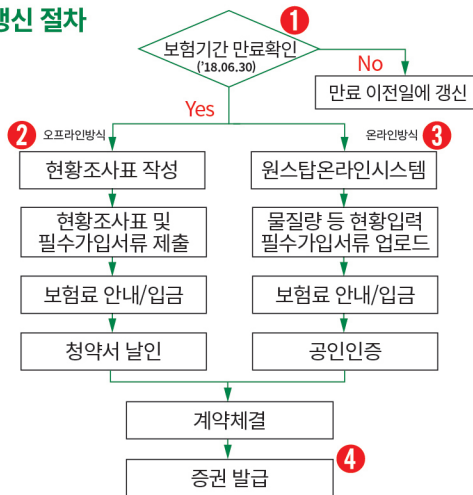 갱신 절차
1
보험기간 만료확인
('18.06.30)
No
만료 이전일에 갱신
Yes
2 오프라인방식
온라인방식 3
현황조사표 작성
원스탑온라인시스템
현황조사표 및
필수가입서류 제출
물질량 등 현황입력
필수가입서류 업로드
보험료 안내/입금
보험료 안내/입금
청약서 날인
공인인증
계약체결
4
증권 발급